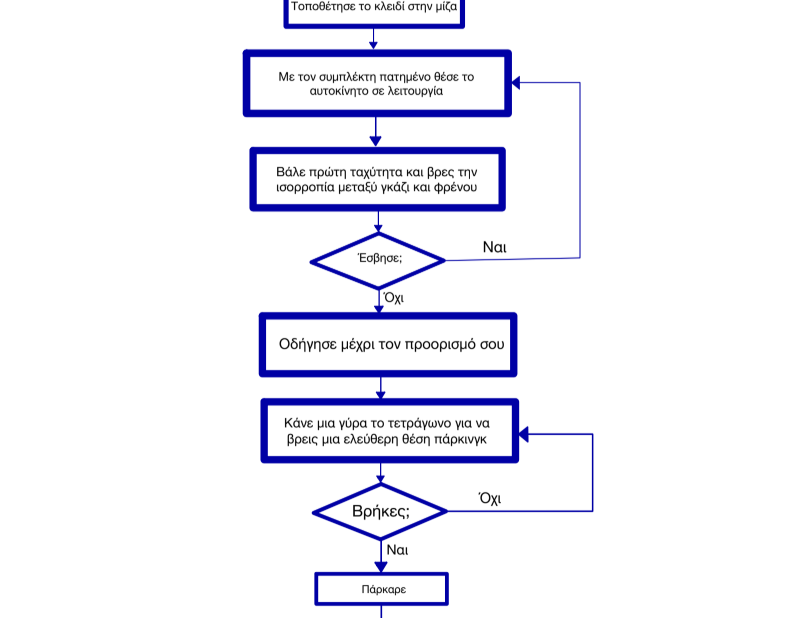 Τοποθέτησε το κλειδί στην μίζα
Με τον συμπλέκτη πατημένο θέσε το
αυτοκίνητο σε λειτουργία
Βάλε πρώτη ταχύτητα και βρες την
ισορροπία μεταξύ γκάζι και φρένου
Έσβησε;
Ναι
Όχι
Οδήγησε μέχρι τον προορισμό σου
Κάνε μια γύρα το τετράγωνο για να
βρεις μια ελεύθερη θέση πάρκινγκ
Βρήκες;
Όχι
Ναι
Πάρκαρε